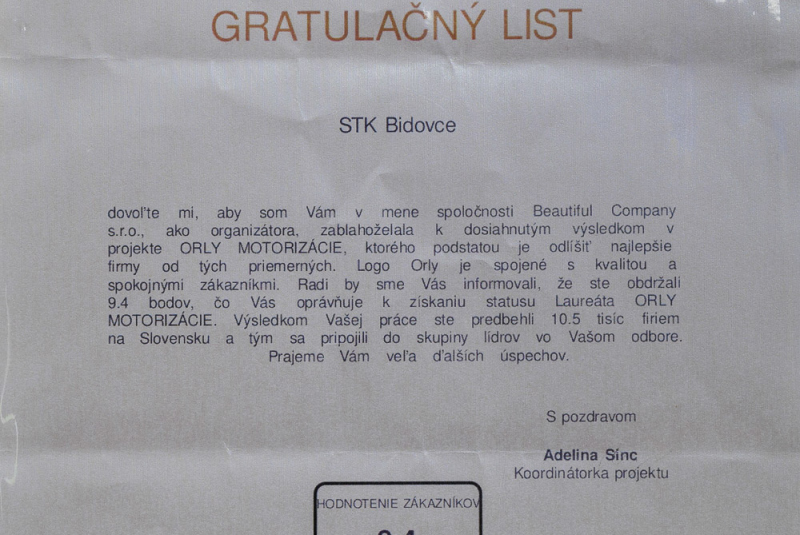 GRATULAČNÝ LIST
STK Bidovce
dovoľte mi, aby som Vám v mene spoločnosti Beautiful Company
s.r.o., ako organizátora, zablahoželala k dosiahnutým výsledkom v
projekte ORLY MOTORIZÁCIE, ktorého podstatou je odlíšiť najlepšie
firmy od tých priemerných. Logo Orly je spojené s kvalitou a
spokojnými zákazníkmi. Radi by sme Vás informovali, že ste obdržali
9.4 bodov, čo Vás oprávňuje k získaniu statusu Laureáta ORLY
MOTORIZÁCIE. Výsledkom Vašej práce ste predbehli 10.5 tisíc firiem
na Slovensku a tým sa pripojili do skupiny lídrov vo Vašom odbore.
Prajeme Vám veľa ďalších úspechov.
S pozdravom
Adelina Sínc
Koordinátorka projektu
HODNOTENIE ZÁKAZNÍKOV